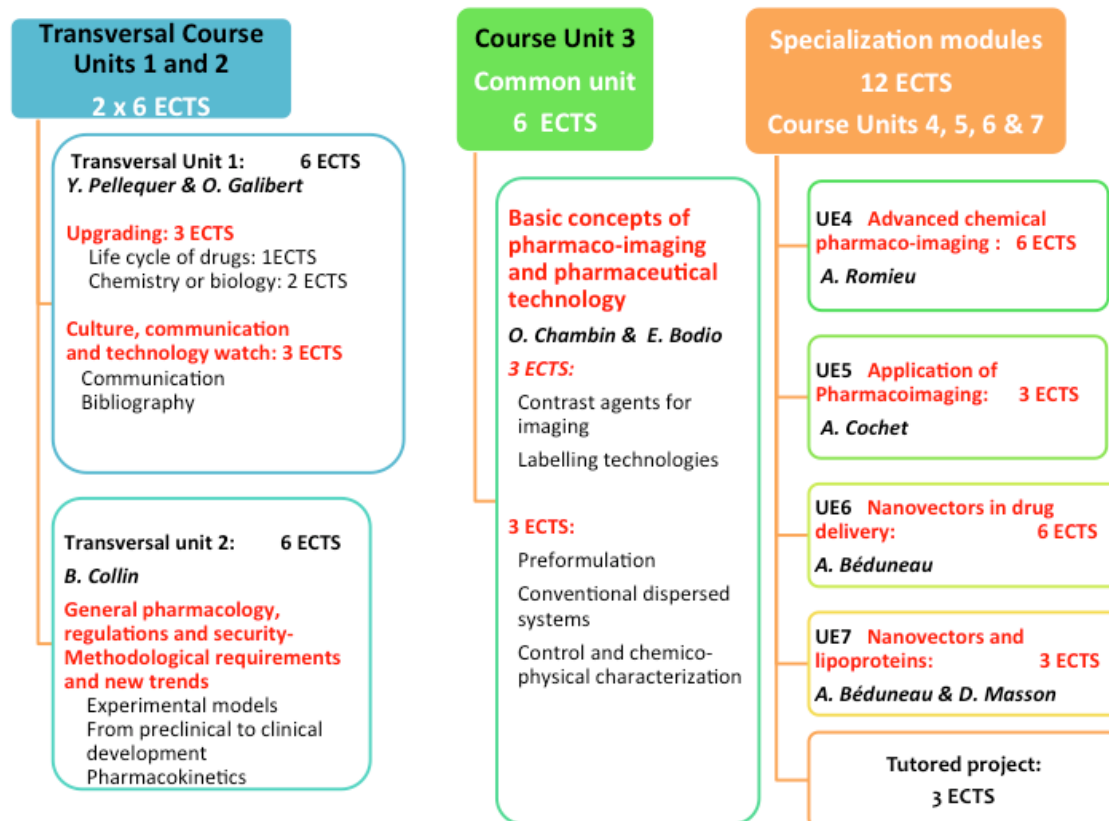 Transversal Course
Units 1 and 2
2 x 6 ECTS
Transversal Unit 1: 6 ECTS
Y. Pellequer & O. Galibert
Upgrading: 3 ECTS
Life cycle of drugs: 1ECTS
Chemistry or biology: 2 ECTS
Culture, communication
and technology watch: 3 ECTS
Communication
Bibliography
Transversal unit 2: 6 ECTS
B. Collin
General pharmacology,
regulations and security-
Methodological requirements
and new trends
Experimental models
From preclinical to clinical
development
Pharmacokinetics
Course Unit 3
Common unit
6 ECTS
Basic concepts of
pharmaco-imaging
and pharmaceutical
technology
O. Chambin & E. Bodio
3 ECTS:
Contrast agents for
imaging
Labelling technologies
3 ECTS:
Preformulation
Conventional dispersed
systems
Control and chemico-
physical characterization
Specialization modules
12 ECTS
Course Units 4, 5, 6 & 7
UE4 Advanced chemical
pharmaco-imaging : 6 ECTS
A. Romieu
UE5 Application of
Pharmacoimaging: 3 ECTS
A. Cochet
UE6 Nanovectors in drug
delivery: 6 ECTS
A. Béduneau
UE7 Nanovectors and
lipoproteins: 3 ECTS
A. Béduneau & D. Masson
Tutored project:
3 ECTS